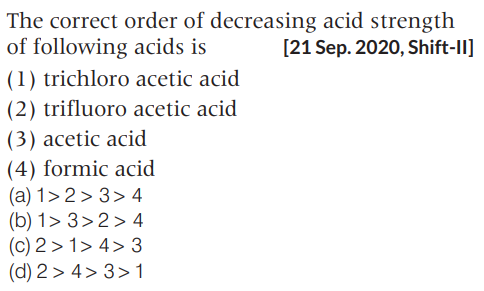 The correct order of decreasing acid strength
of following acids is [21 Sep. 2020, Shift-II]
(1) trichloro acetic acid
(2) trifluoro acetic acid
(3) acetic acid
(4) formic acid
(a) 1 > 2 > 3 > 4
(b) 1 > 3 > 2 > 4
(c) 2 > 1 > 4 > 3
(d) 2 > 4 > 3 > 1